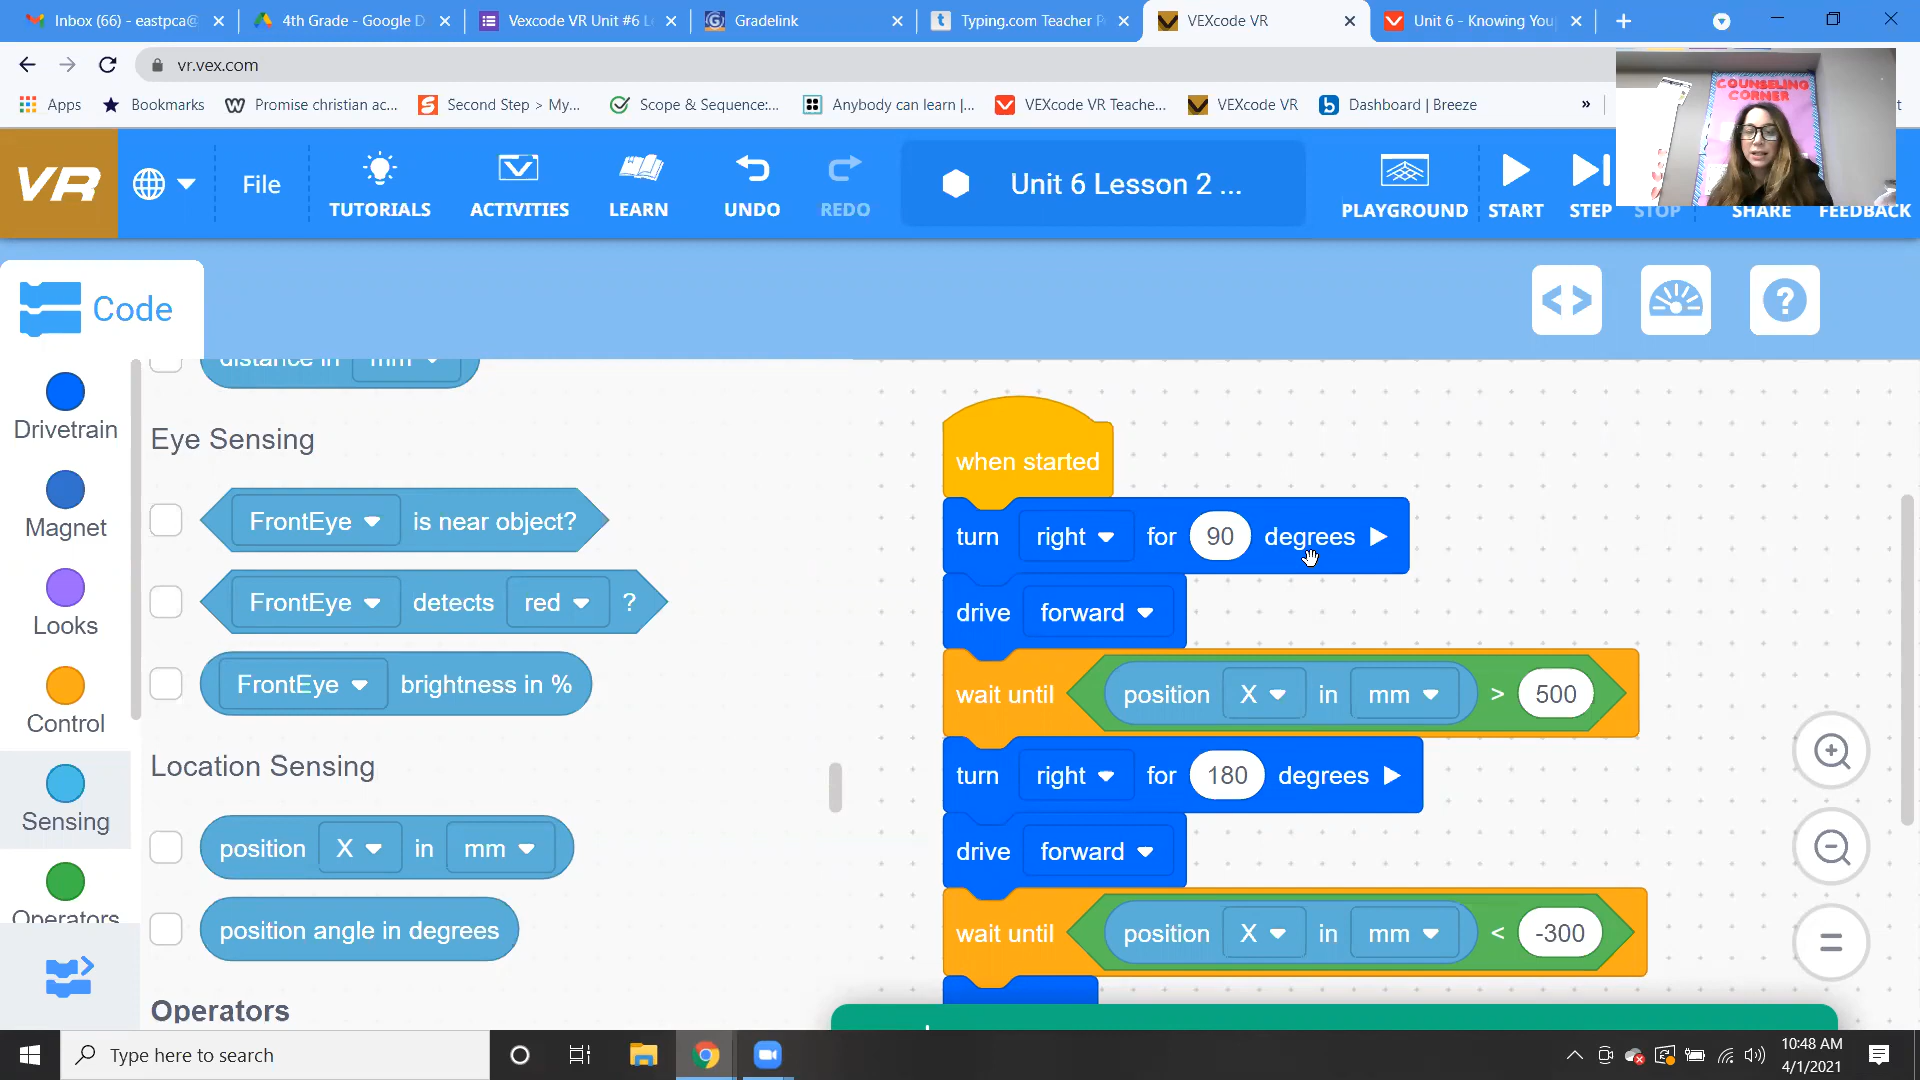 Inbox (66) - eastpca@
4th Grade - Google D
Vexcode VR Unit #6 L
Gradelink
Typing.com Teacher P
VEXcode VR
Unit 6 - Knowing You
vr.vex.com
Apps
Bookmarks
Promise christian ac...
Second Step > My...
Scope & Sequence:...
Anybody can learn |...
VEXcode VR Teache...
VEXcode VR
Dashboard | Breeze
»
COUNSELING
CORNER
VR
File
TUTORIALS
ACTIVITIES
LEARN
UNDO
REDO
Unit 6 Lesson 2 ...
PLAYGROUND
START
STEP
STOP
SHARE
FEEDBACK
Code
Drivetrain
Magnet
Looks
Control
Sensing
Operators
distance in mm
Eye Sensing
FrontEye is near object?
FrontEye detects red ?
FrontEye brightness in %
Location Sensing
position X in mm
position angle in degrees
Operators
when started
turn right for 90 degrees
drive forward
wait until position X in mm > 500
turn right for 180 degrees
drive forward
wait until position X in mm < -300
Type here to search
10:48 AM
4/1/2021